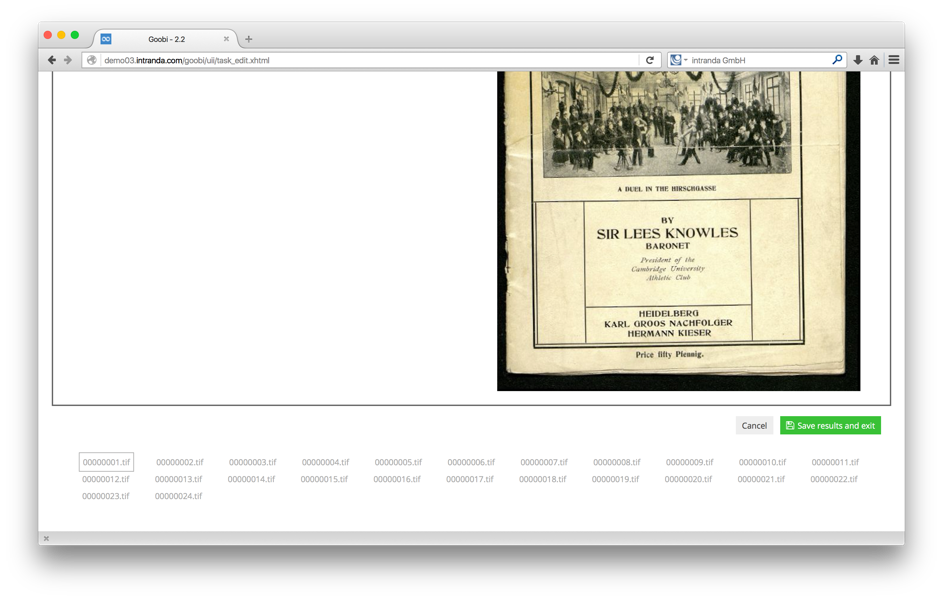 Goobi - 2.2
demo03.intranda.com/goobi/uii/task_edit.xhtml
intranda GmbH
A DUEL IN THE HIRSCHGASSE
BY
SIR LEES KNOWLES
BARONET
President of the
Cambridge University
Athletic Club
HEIDELBERG
KARL GROOS NACHFOLGER
HERMANN KIESER
Price fifty Pfennig.
Cancel
Save results and exit
00000001.tif 00000002.tif 00000003.tif 00000004.tif 00000005.tif 00000006.tif 00000007.tif 00000008.tif 00000009.tif 00000010.tif 00000011.tif
00000012.tif 00000013.tif 00000014.tif 00000015.tif 00000016.tif 00000017.tif 00000018.tif 00000019.tif 00000020.tif 00000021.tif 00000022.tif
00000023.tif 00000024.tif